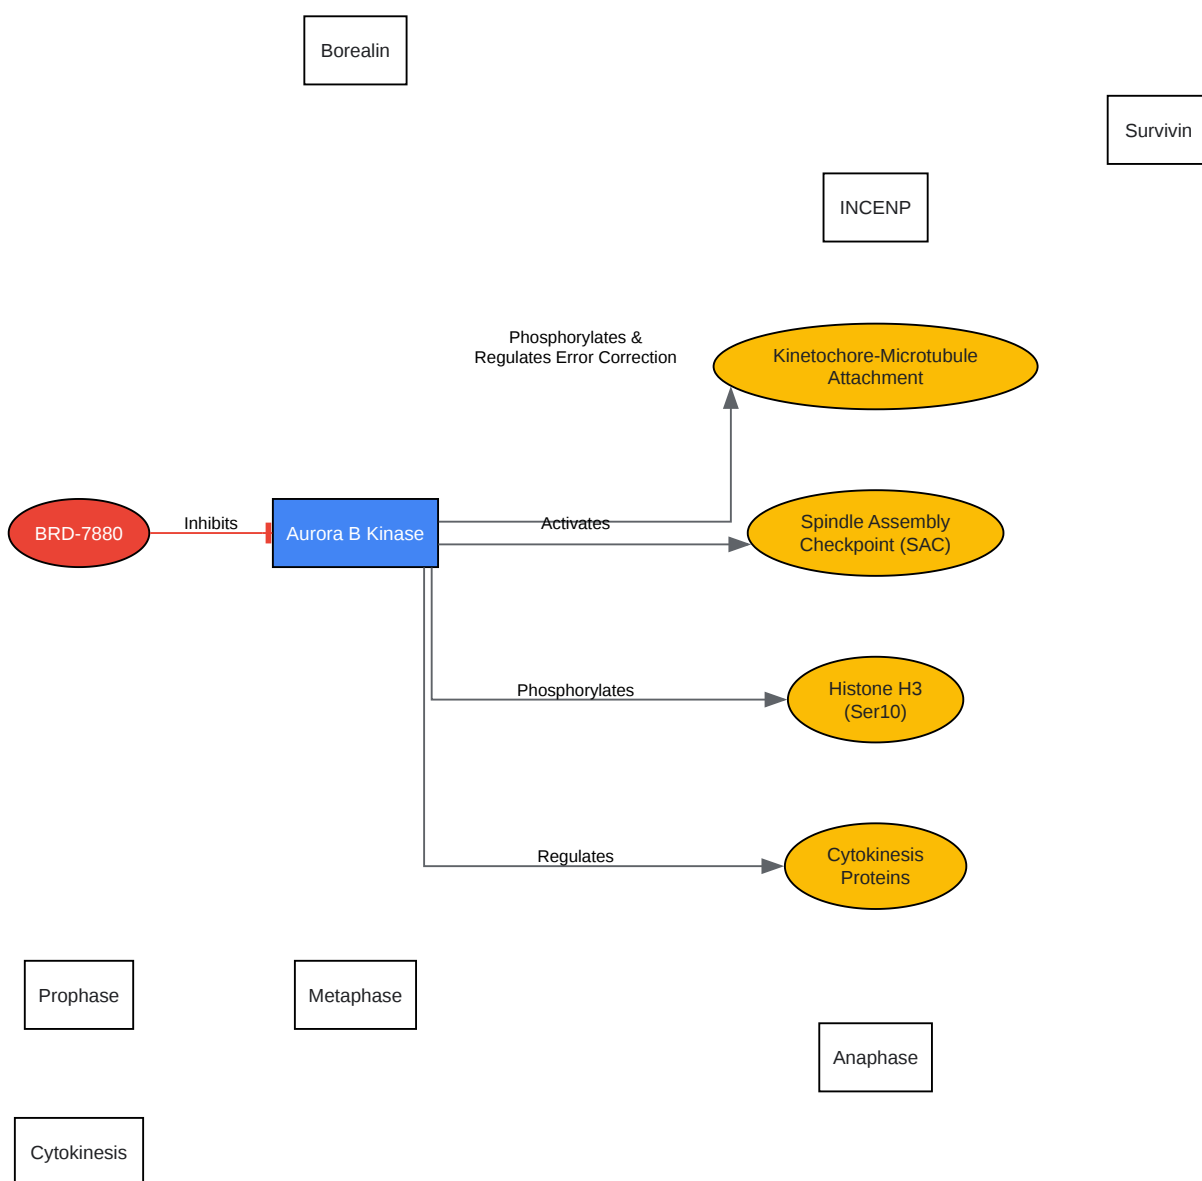 Borealin
Survivin
INCENP
Phosphorylates &
Regulates Error Correction
Kinetochore-Microtubule
Attachment
BRD-7880
Inhibits
Aurora B Kinase
Activates
Spindle Assembly
Checkpoint (SAC)
Phosphorylates
Histone H3
(Ser10)
Regulates
Cytokinesis
Proteins
Prophase
Metaphase
Anaphase
Cytokinesis